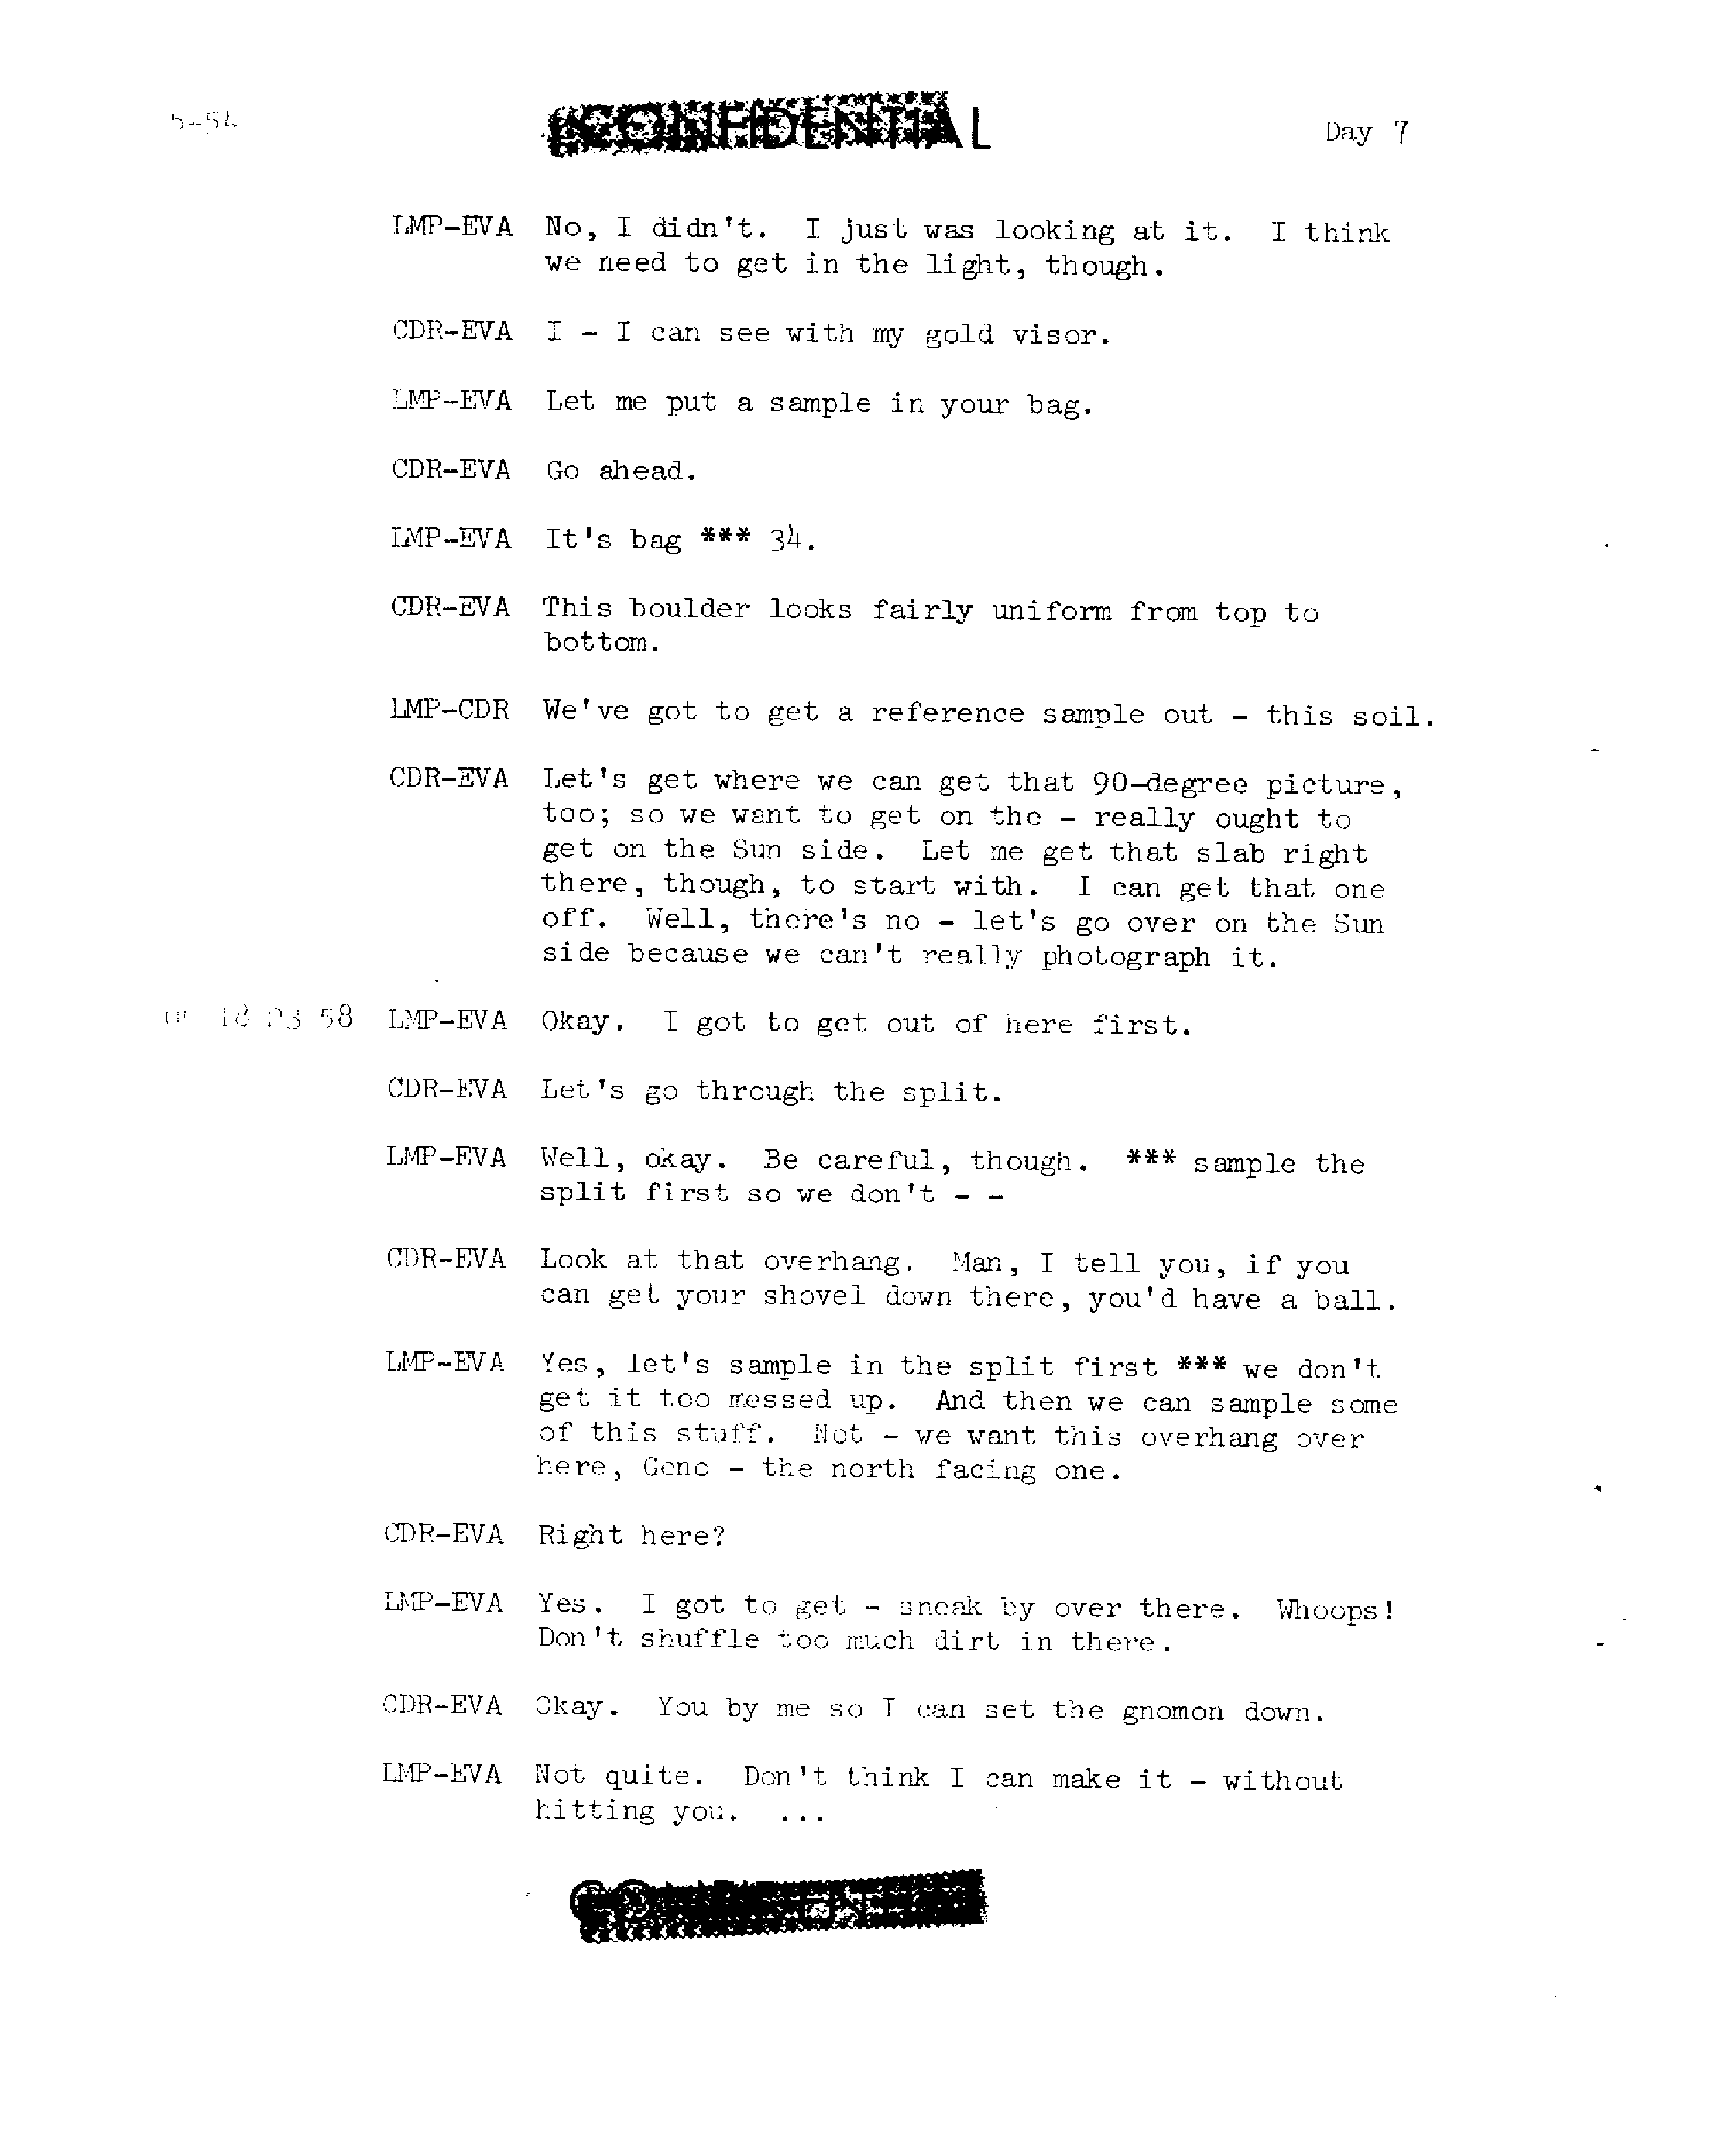 5-54
CONFIDENTIAL
Day 7
LMP-EVA No, I didn't. I just was looking at it. I think
we need to get in the light, though.
CDR-EVA I - I can see with my gold visor.
LMP-EVA Let me put a sample in your bag.
CDR-EVA Go ahead.
LMP-EVA It's bag *** 34.
CDR-EVA This boulder looks fairly uniform from top to
bottom.
LMP-CDR We've got to get a reference sample out - this soil.
CDR-EVA Let's get where we can get that 90-degree picture,
too; so we want to get on the - really ought to
get on the Sun side. Let me get that slab right
there, though, to start with. I can get that one
off. Well, there's no - let's go over on the Sun
side because we can't really photograph it.
18 23 58 LMP-EVA Okay. I got to get out of here first.
CDR-EVA Let's go through the split.
LMP-EVA Well, okay. Be careful, though. *** sample the
split first so we don't - -
CDR-EVA Look at that overhang. Man, I tell you, if you
can get your shovel down there, you'd have a ball.
LMP-EVA Yes, let's sample in the split first *** we don't
get it too messed up. And then we can sample some
of this stuff. Not - we want this overhang over
here, Geno - the north facing one.
CDR-EVA Right here?
LMP-EVA Yes. I got to get - sneak by over there. Whoops!
Don't shuffle too much dirt in there.
CDR-EVA Okay. You by me so I can set the gnomon down.
LMP-EVA Not quite. Don't think I can make it - without
hitting you. ...
CONFIDENTIAL